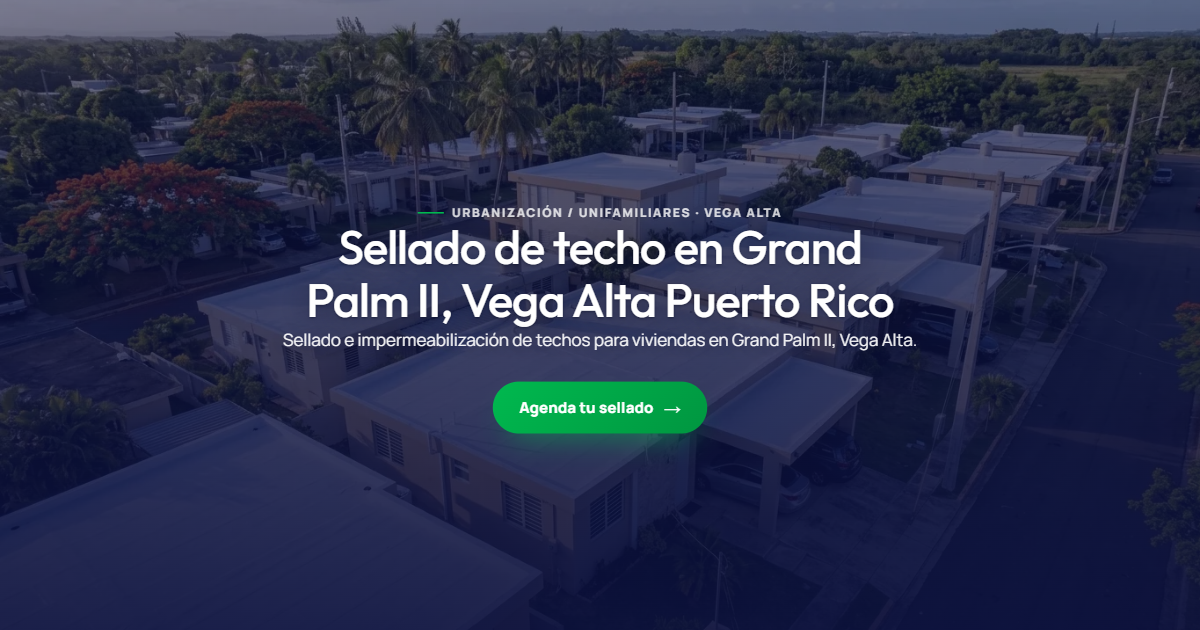 URBANIZACIÓN / UNIFAMILIARES · VEGA ALTA
Sellado de techo en Grand
Palm II, Vega Alta Puerto Rico
Sellado e impermeabilización de techos para viviendas en Grand Palm II, Vega Alta.
Agenda tu sellado →